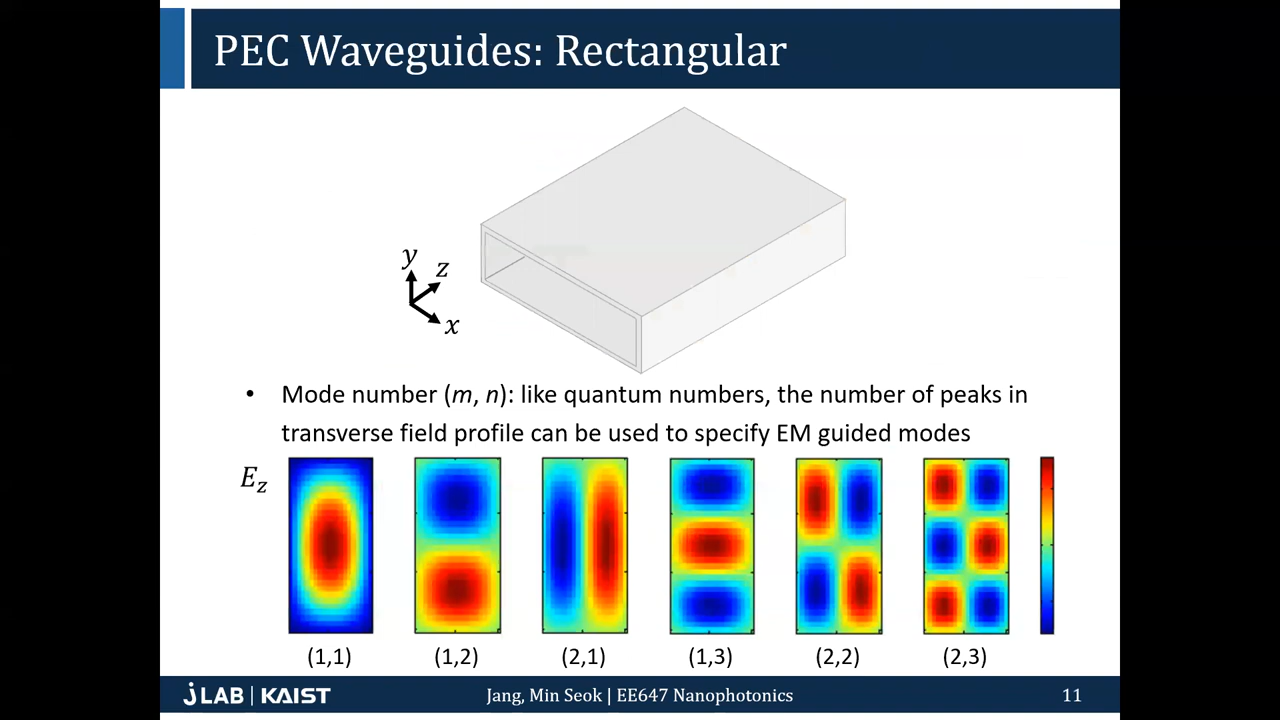 PEC Waveguides: Rectangular
y
z
x
• Mode number (m, n): like quantum numbers, the number of peaks in
transverse field profile can be used to specify EM guided modes
E_z
(1,1) (1,2) (2,1) (1,3) (2,2) (2,3)
jLAB | KAIST Jang, Min Seok | EE647 Nanophotonics 11